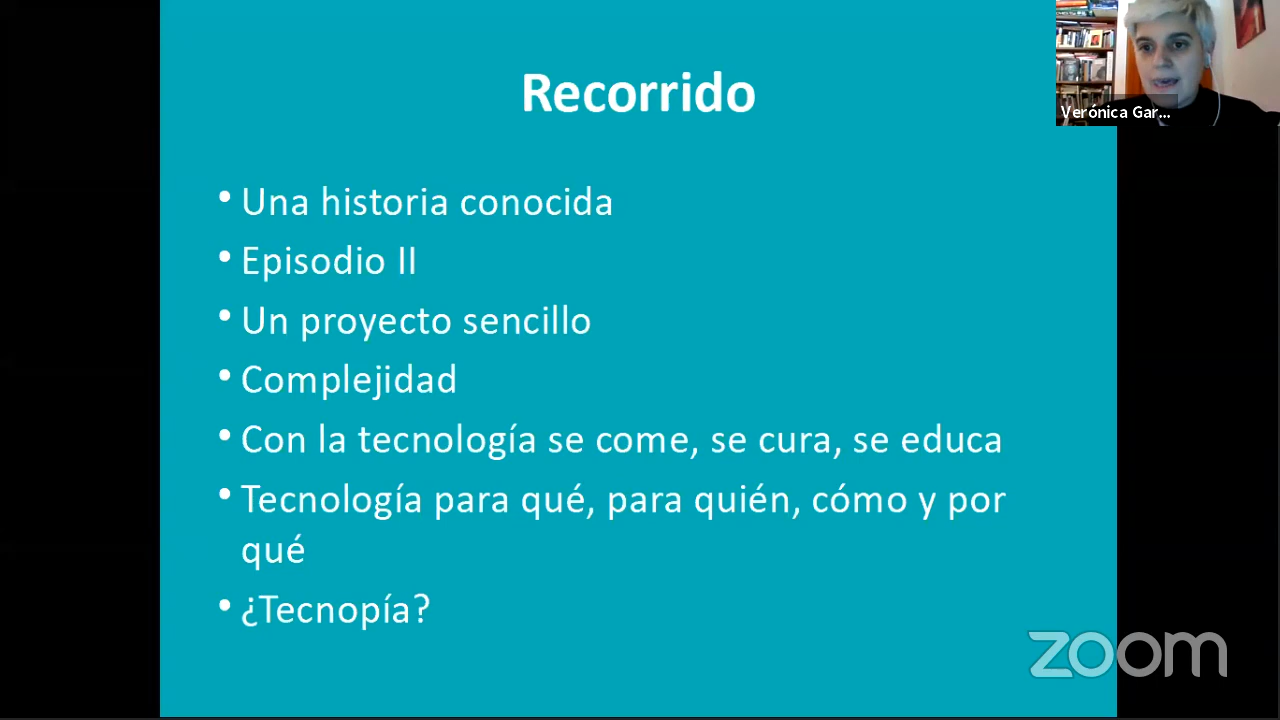 Recorrido
Verónica Gar...
• Una historia conocida
• Episodio II
• Un proyecto sencillo
• Complejidad
• Con la tecnología se come, se cura, se educa
• Tecnología para qué, para quién, cómo y por
qué
• ¿Tecnopía?
zoom